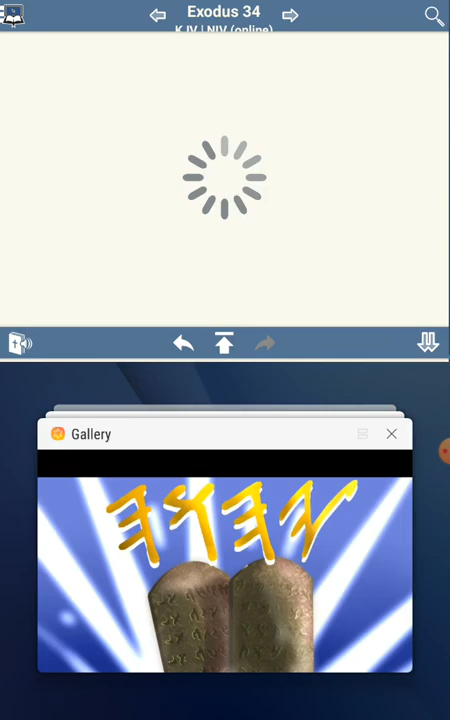 Exodus 34
KJV | NIV (online)
Gallery
𐤉𐤄𐤅𐤄